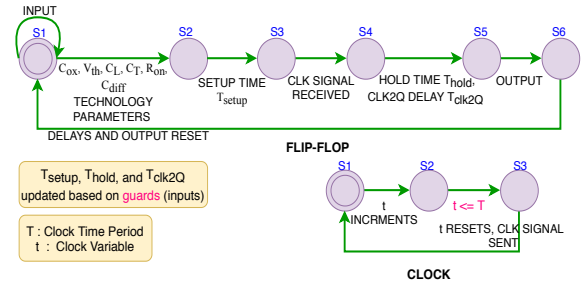 INPUT
S1
S2
S3
S4
S5
S6
Cox, Vth, CL, CT, Ron,
Cdiff
TECHNOLOGY
PARAMETERS
SETUP TIME
Tsetup
CLK SIGNAL
RECEIVED
HOLD TIME Thold,
CLK2Q DELAY Tclk2Q
OUTPUT
DELAYS AND OUTPUT RESET
FLIP-FLOP
Tsetup, Thold, and Tclk2Q
updated based on guards (inputs)
T : Clock Time Period
t : Clock Variable
S1
S2
S3
t
INCRMENTS
t <= T
t RESETS, CLK SIGNAL
SENT
CLOCK